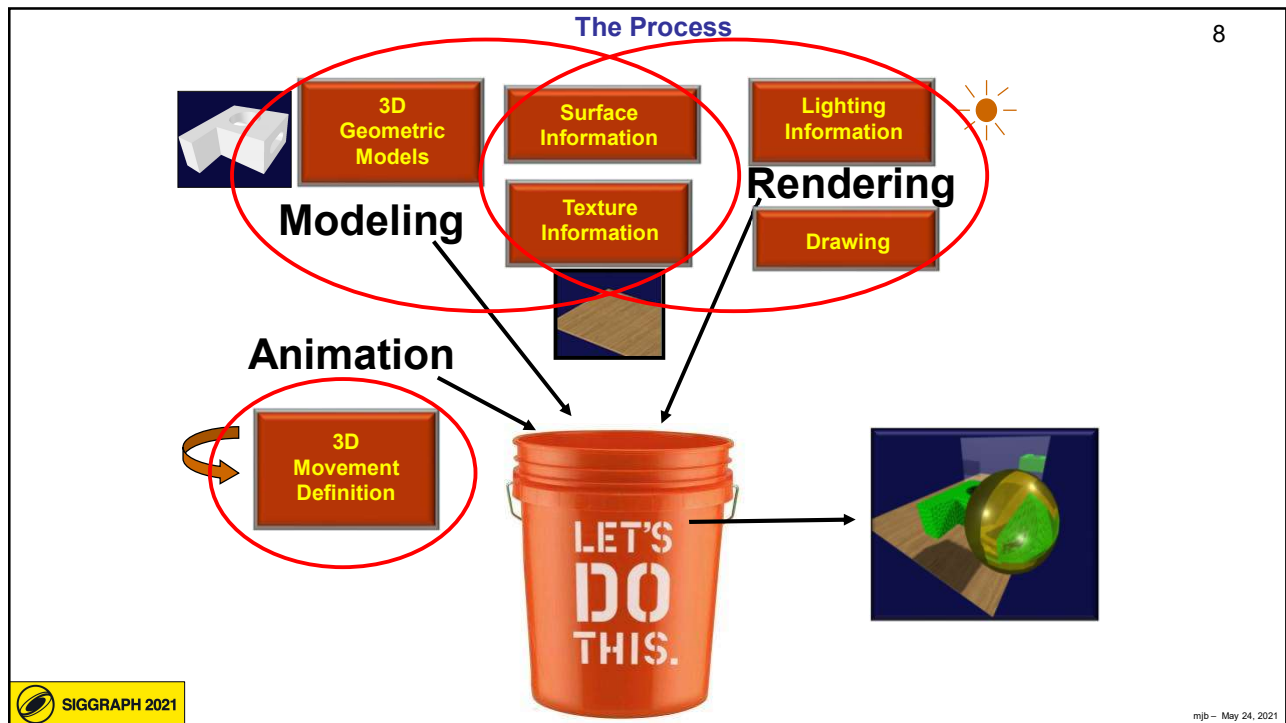 The Process
8
3D
Geometric
Models
Surface
Information
Lighting
Information
Rendering
Modeling
Texture
Information
Drawing
Animation
3D
Movement
Definition
LET'S
DO
THIS.
SIGGRAPH 2021
mjb – May 24, 2021